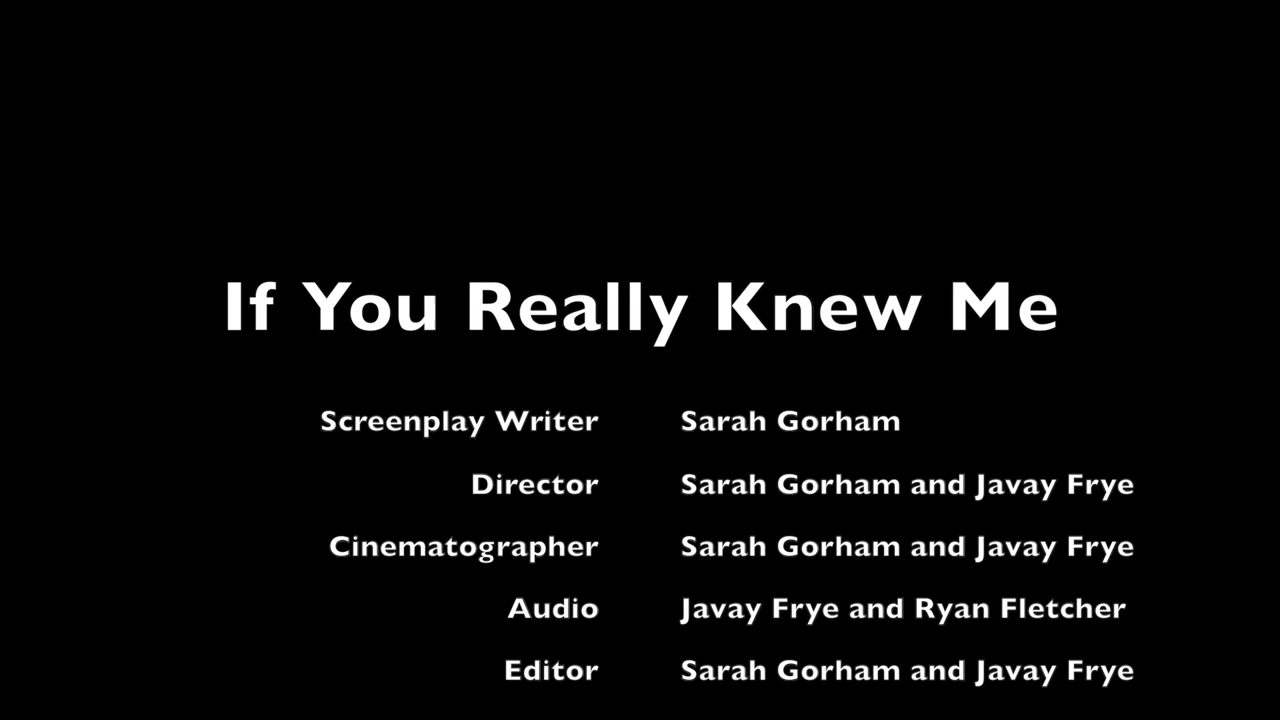 If You Really Knew Me
Screenplay Writer Sarah Gorham
Director Sarah Gorham and Javay Frye
Cinematographer Sarah Gorham and Javay Frye
Audio Javay Frye and Ryan Fletcher
Editor Sarah Gorham and Javay Frye